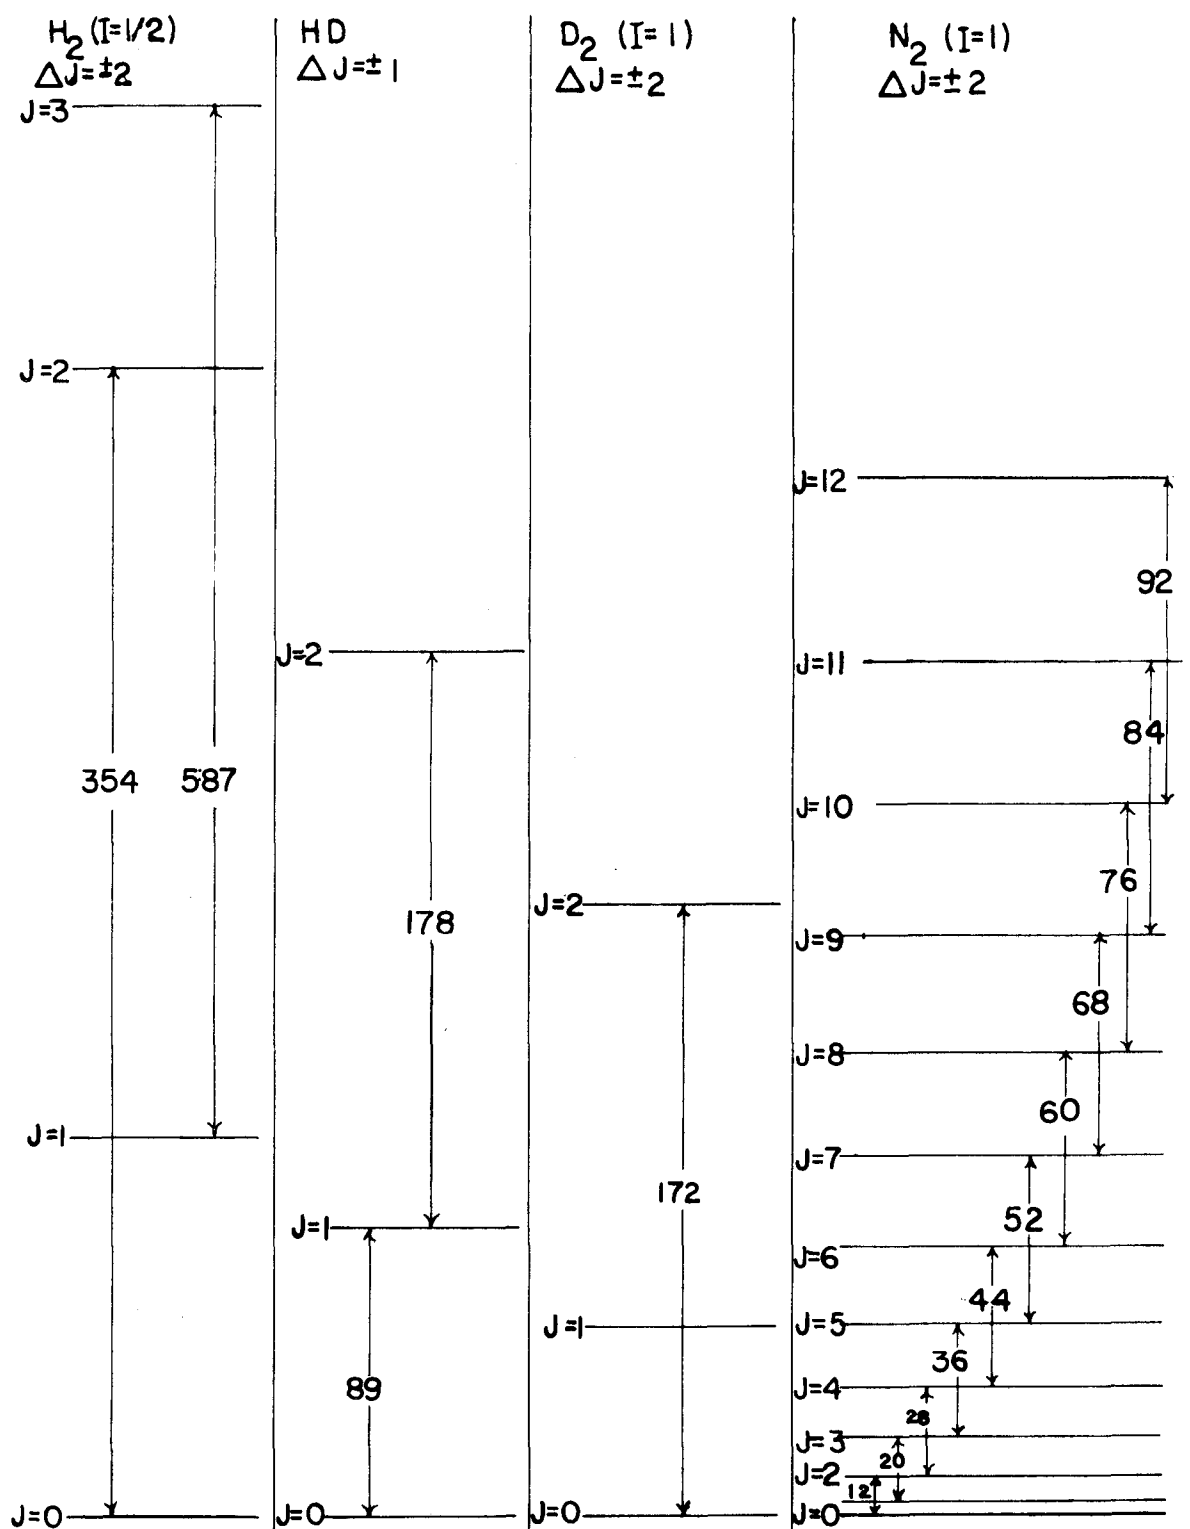 H₂ (I=1/2)
ΔJ=±2
J=3
J=2
354
587
J=1
J=0
HD
ΔJ=±1
J=2
178
J=1
89
J=0
D₂ (I=1)
ΔJ=±2
J=2
172
J=1
J=0
N₂ (I=1)
ΔJ=±2
J=12
92
J=11
84
J=10
76
J=9
68
J=8
60
J=7
52
J=6
44
J=5
36
J=4
28
J=3
20
J=2
12
J=0